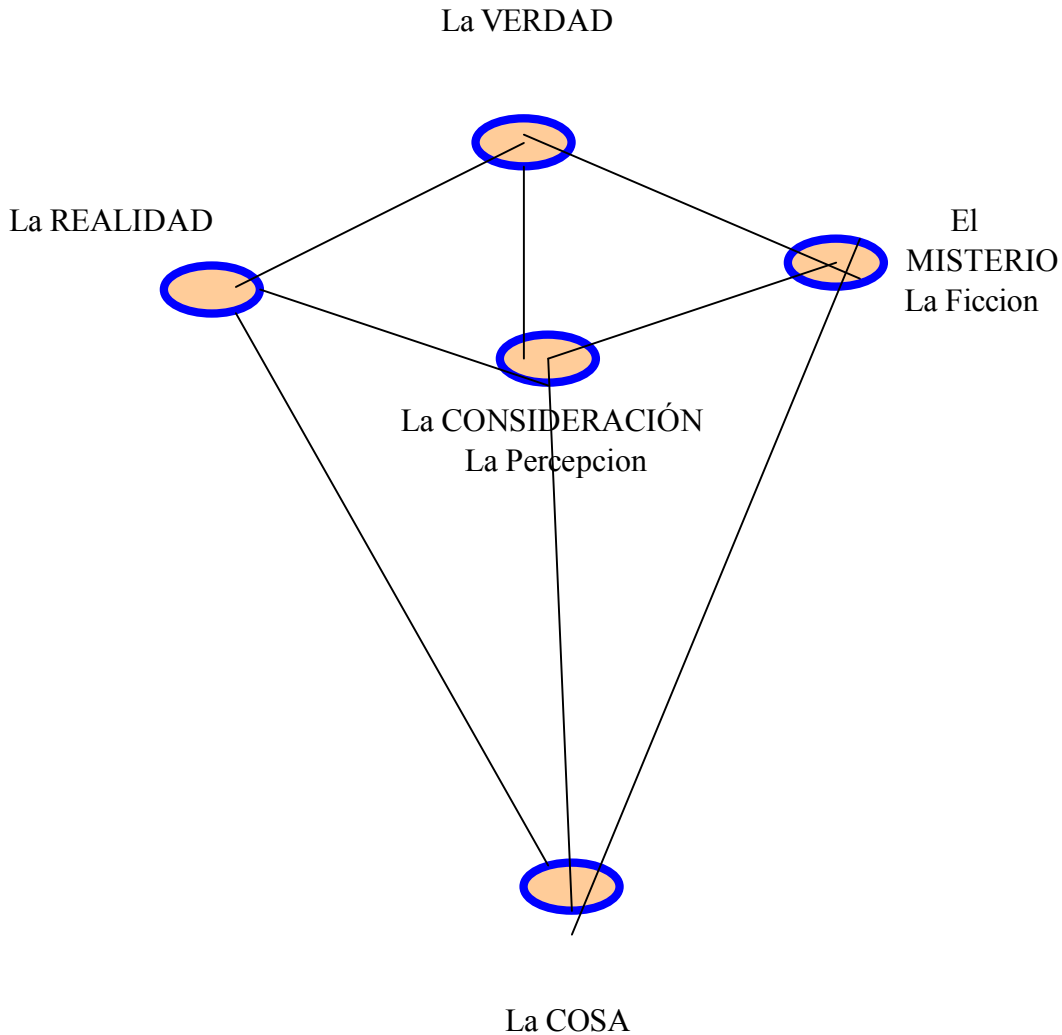 La VERDAD
La REALIDAD
El
MISTERIO
La Ficcion
La CONSIDERACIÓN
La Percepcion
La COSA